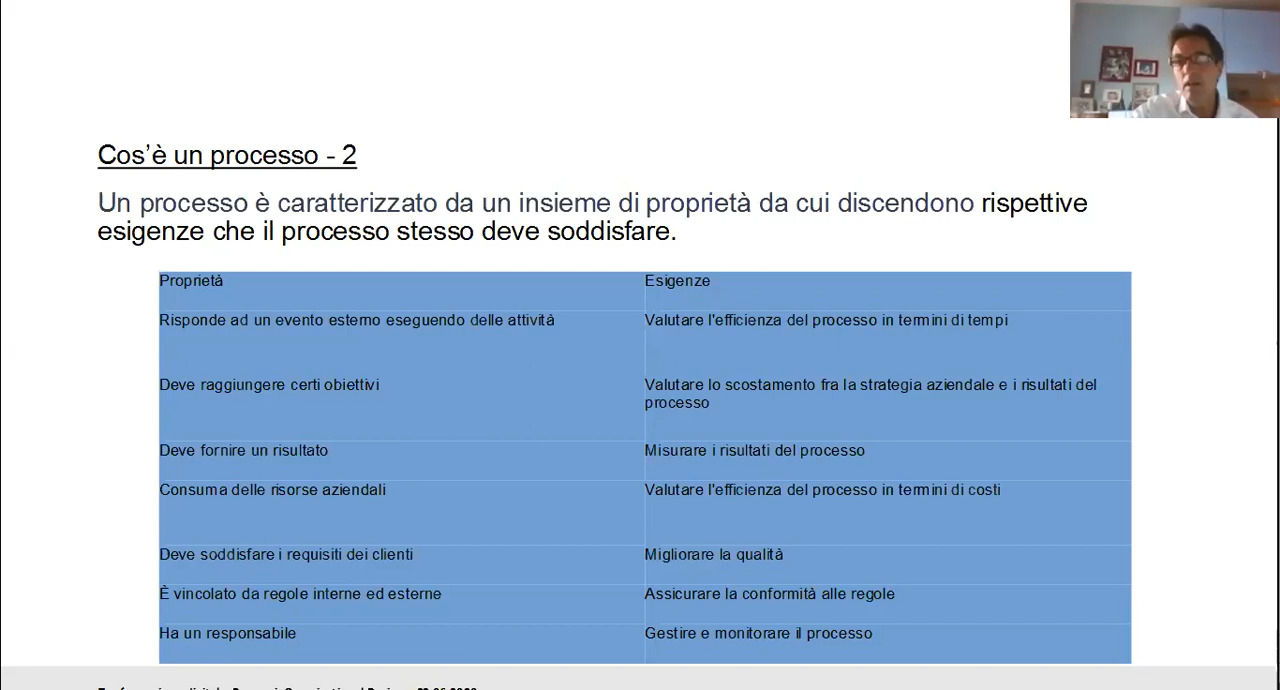 Cos'è un processo - 2
Un processo è caratterizzato da un insieme di proprietà da cui discendono rispettive
esigenze che il processo stesso deve soddisfare.
Proprietà Esigenze
Risponde ad un evento esterno eseguendo delle attività Valutare l'efficienza del processo in termini di tempi
Deve raggiungere certi obiettivi Valutare lo scostamento fra la strategia aziendale e i risultati del
processo
Deve fornire un risultato Misurare i risultati del processo
Consuma delle risorse aziendali Valutare l'efficienza del processo in termini di costi
Deve soddisfare i requisiti dei clienti Migliorare la qualità
È vincolato da regole interne ed esterne Assicurare la conformità alle regole
Ha un responsabile Gestire e monitorare il processo